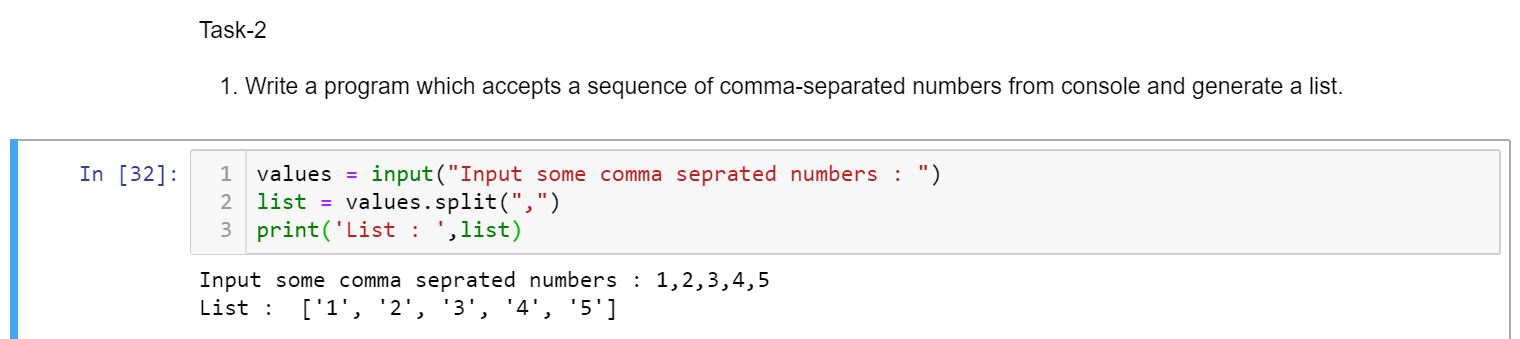 Task-2
1. Write a program which accepts a sequence of comma-separated numbers from console and generate a list.
In [32]:
1 values = input("Input some comma seprated numbers : ")
2 list = values.split(",")
3 print('List : ',list)
Input some comma seprated numbers : 1,2,3,4,5
List :  ['1', '2', '3', '4', '5']